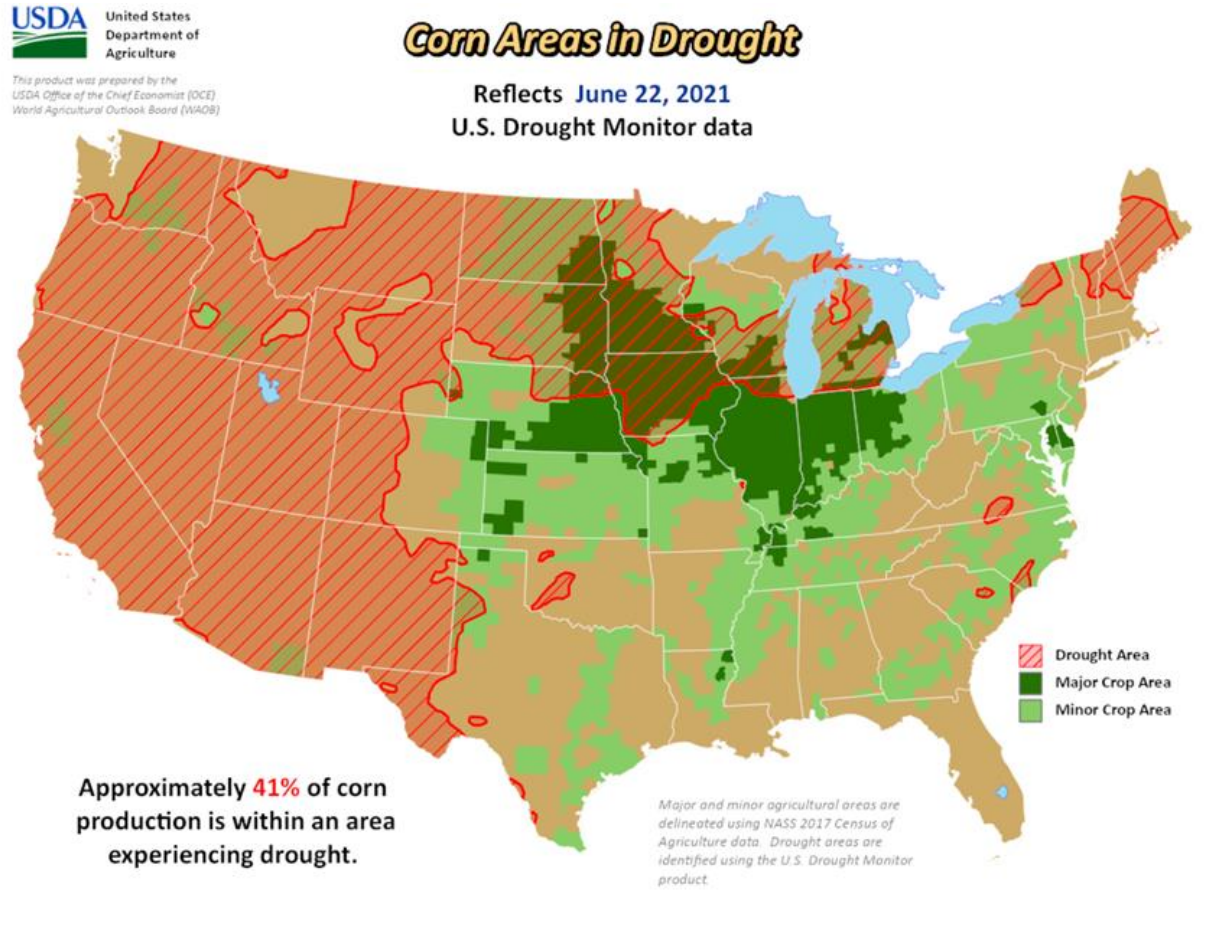 USDA
United States
Department of
Agriculture
This product was prepared by the
USDA Office of the Chief Economist (OCE)
World Agricultural Outlook Board (WAOB)
Corn Areas in Drought
Reflects June 22, 2021
U.S. Drought Monitor data
Drought Area
Major Crop Area
Minor Crop Area
Approximately 41% of corn
production is within an area
experiencing drought.
Major and minor agricultural areas are
delineated using NASS 2017 Census of
Agriculture data. Drought areas are
identified using the U.S. Drought Monitor
product.